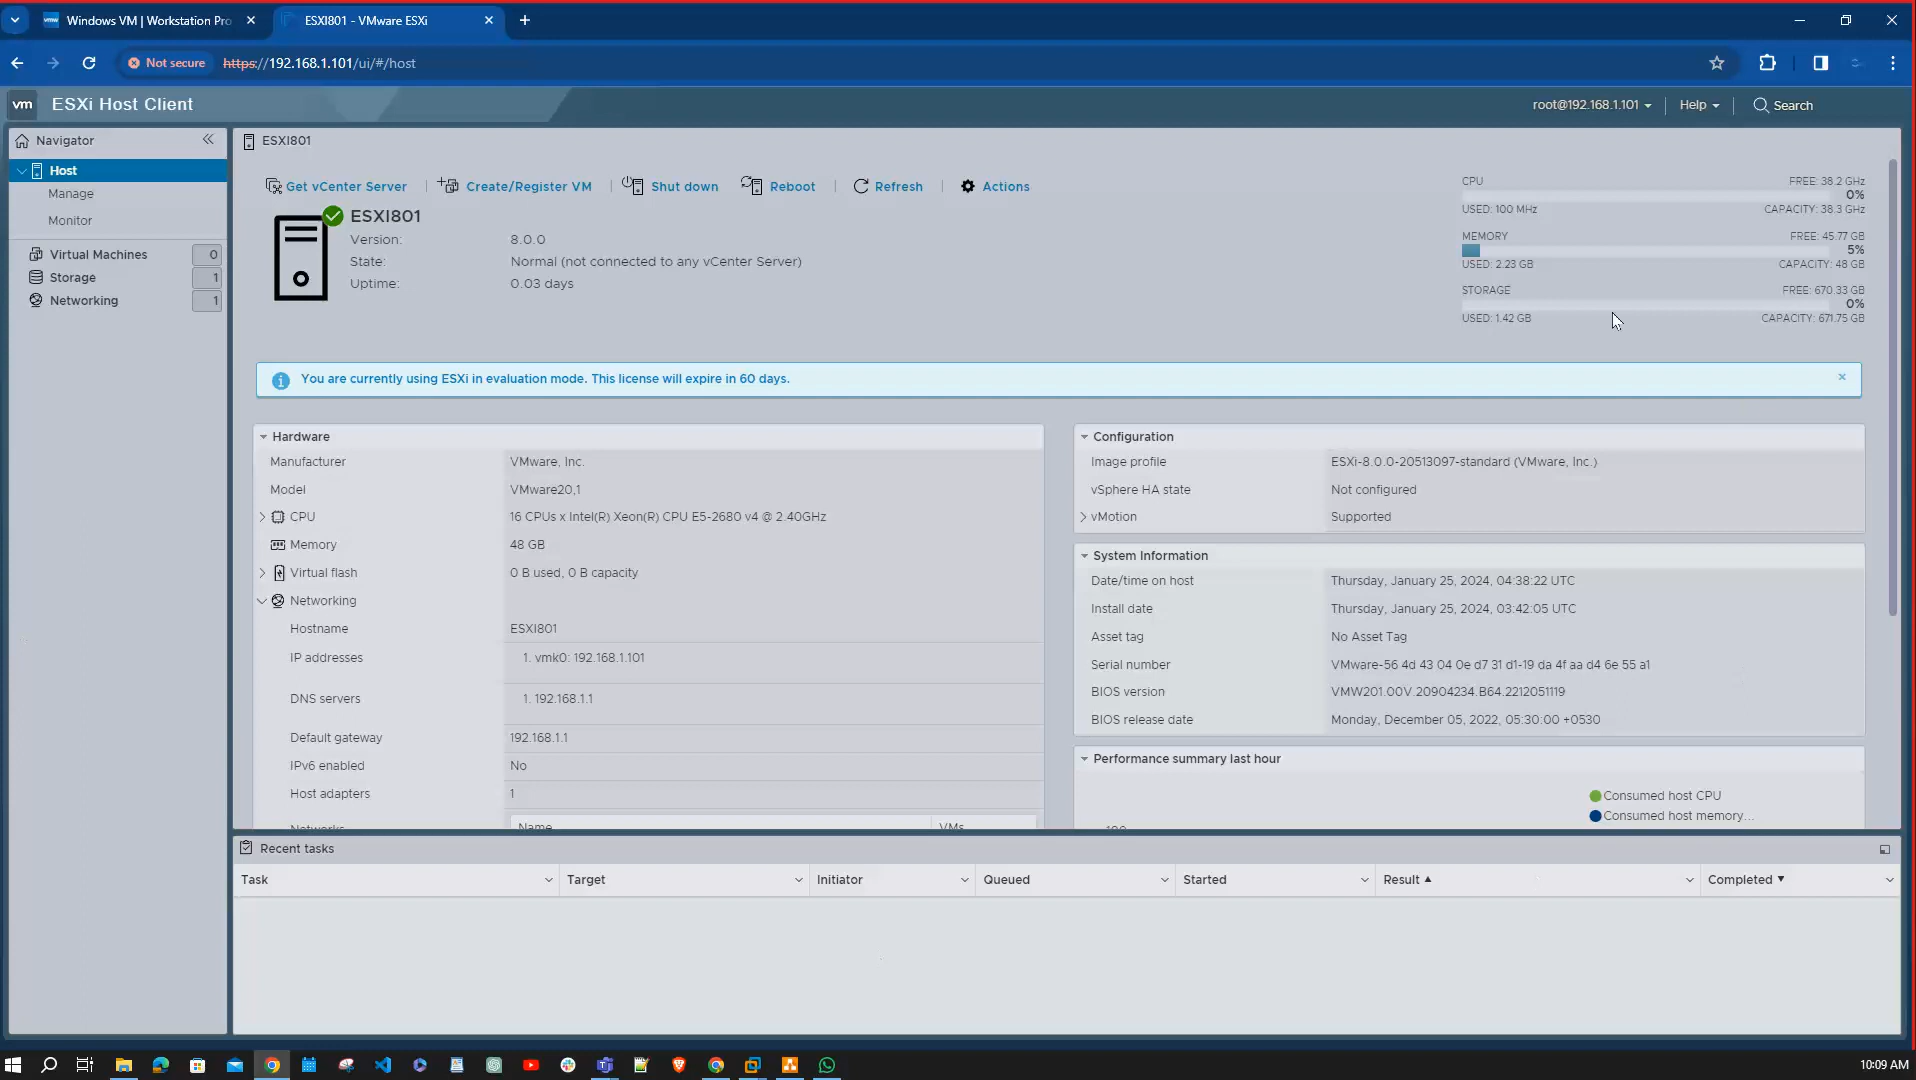 Windows VM | Workstation Pro
ESXI801 - VMware ESXi
Not secure
https://192.168.1.101/ui/#/host
vm
ESXi Host Client
root@192.168.1.101
Help
Search
Navigator
Host
Manage
Monitor
Virtual Machines 0
Storage 1
Networking 1
ESXI801
Get vCenter Server
Create/Register VM
Shut down
Reboot
Refresh
Actions
ESXI801
Version: 8.0.0
State: Normal (not connected to any vCenter Server)
Uptime: 0.03 days
CPU FREE: 38.2 GHz
0%
USED: 100 MHz CAPACITY: 38.3 GHz
MEMORY FREE: 45.77 GB
5%
USED: 2.23 GB CAPACITY: 48 GB
STORAGE FREE: 670.33 GB
0%
USED: 1.42 GB CAPACITY: 671.75 GB
You are currently using ESXi in evaluation mode. This license will expire in 60 days.
Hardware
Manufacturer VMware, Inc.
Model VMware20,1
CPU 16 CPUs x Intel(R) Xeon(R) CPU E5-2680 v4 @ 2.40GHz
Memory 48 GB
Virtual flash 0 B used, 0 B capacity
Networking
Hostname ESXI801
IP addresses 1. vmk0: 192.168.1.101
DNS servers 1. 192.168.1.1
Default gateway 192.168.1.1
IPv6 enabled No
Host adapters 1
Networks Name VMs
Configuration
Image profile ESXi-8.0.0-20513097-standard (VMware, Inc.)
vSphere HA state Not configured
vMotion Supported
System Information
Date/time on host Thursday, January 25, 2024, 04:38:22 UTC
Install date Thursday, January 25, 2024, 03:42:05 UTC
Asset tag No Asset Tag
Serial number VMware-56 4d 43 04 0e d7 31 d1-19 da 4f aa d4 6e 55 a1
BIOS version VMW201.00V.20904234.B64.2212051119
BIOS release date Monday, December 05, 2022, 05:30:00 +0530
Performance summary last hour
Consumed host CPU
Consumed host memory...
100
Recent tasks
Task Target Initiator Queued Started Result Completed
10:09 AM